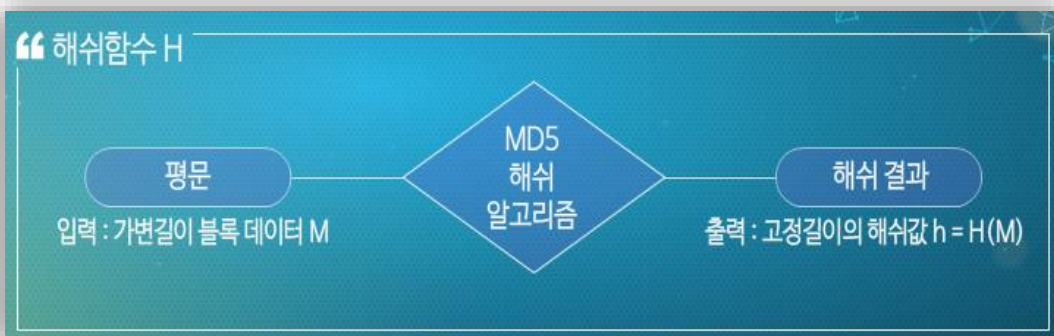 ❝ 해쉬함수 H
평문
입력 : 가변길이 블록 데이터 M
MD5
해쉬
알고리즘
해쉬 결과
출력 : 고정길이의 해쉬값 h = H(M)